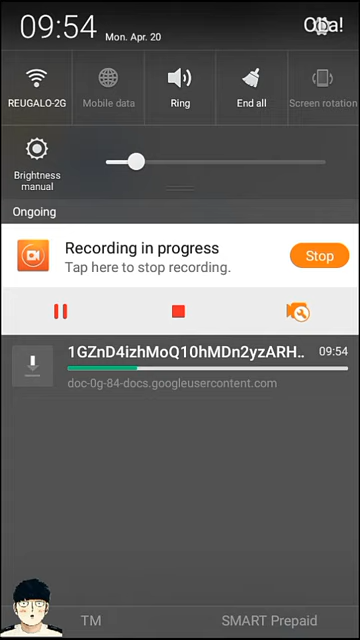 09:54 Mon. Apr. 20
REUGALO-2G
Mobile data
Ring
End all
Screen rotation
Brightness
manual
Ongoing
Recording in progress
Stop
Tap here to stop recording.
1GZnD4izhMoQ10hMDn2yzARH.. 09:54
doc-0g-84-docs.googleusercontent.com
TM
SMART Prepaid